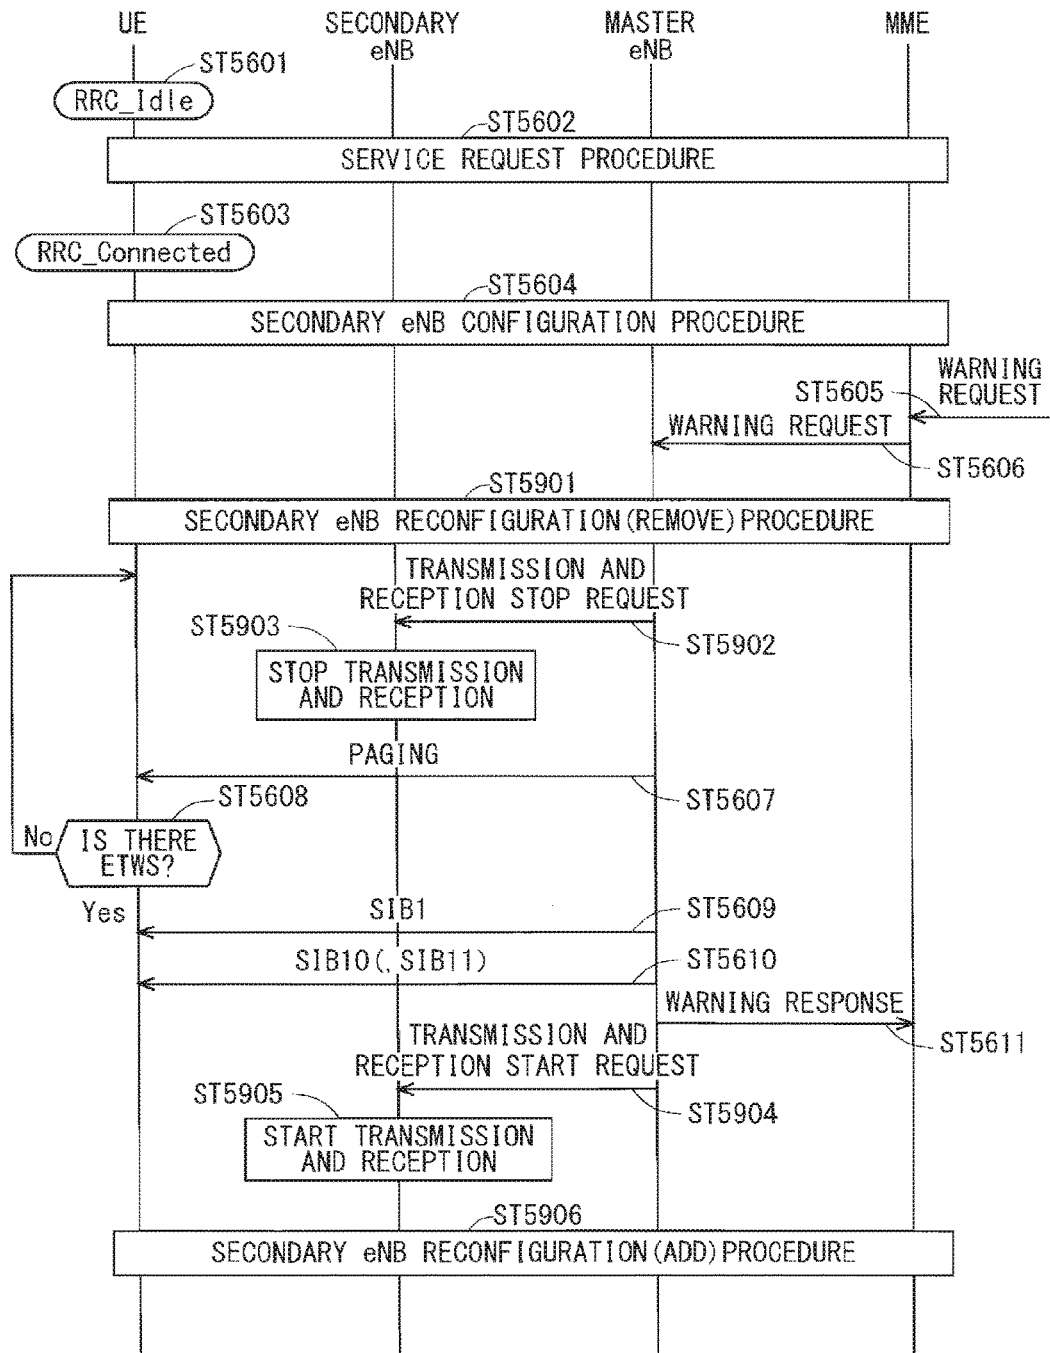 UE
SECONDARY
eNB
MASTER
eNB
MME
ST5601
RRC_Idle
ST5602
SERVICE REQUEST PROCEDURE
ST5603
RRC_Connected
ST5604
SECONDARY eNB CONFIGURATION PROCEDURE
WARNING
REQUEST
ST5605
WARNING REQUEST
ST5606
ST5901
SECONDARY eNB RECONFIGURATION(REMOVE)PROCEDURE
TRANSMISSION AND
RECEPTION STOP REQUEST
ST5903
ST5902
STOP TRANSMISSION
AND RECEPTION
PAGING
ST5607
ST5608
No
IS THERE
ETWS?
Yes
SIB1
ST5609
SIB10(,SIB11)
ST5610
WARNING RESPONSE
ST5611
TRANSMISSION AND
RECEPTION START REQUEST
ST5905
ST5904
START TRANSMISSION
AND RECEPTION
ST5906
SECONDARY eNB RECONFIGURATION(ADD)PROCEDURE